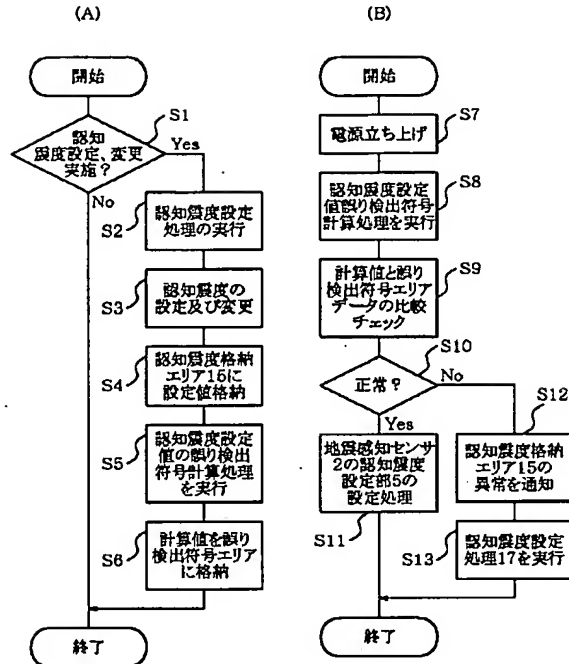 (A)
開始
S1
認知
震度設定、変更
実施？
Yes
No
S2
認知震度設定
処理の実行
S3
認知震度の
設定及び変更
S4
認知震度格納
エリア15に
設定値格納
S5
認知震度設定
値の誤り検出
符号計算処理
を実行
S6
計算値を誤り
検出符号エリア
に格納
終了
(B)
開始
S7
電源立ち上げ
S8
認知震度設定
値誤り検出符号
計算処理を実行
S9
計算値と誤り
検出符号エリア
データの比較
チェック
S10
正常？
No
Yes
S11
地震感知センサ
2の認知震度
設定部5の
設定処理
S12
認知震度格納
エリア15の
異常を通知
S13
認知震度設定
処理17を実行
終了